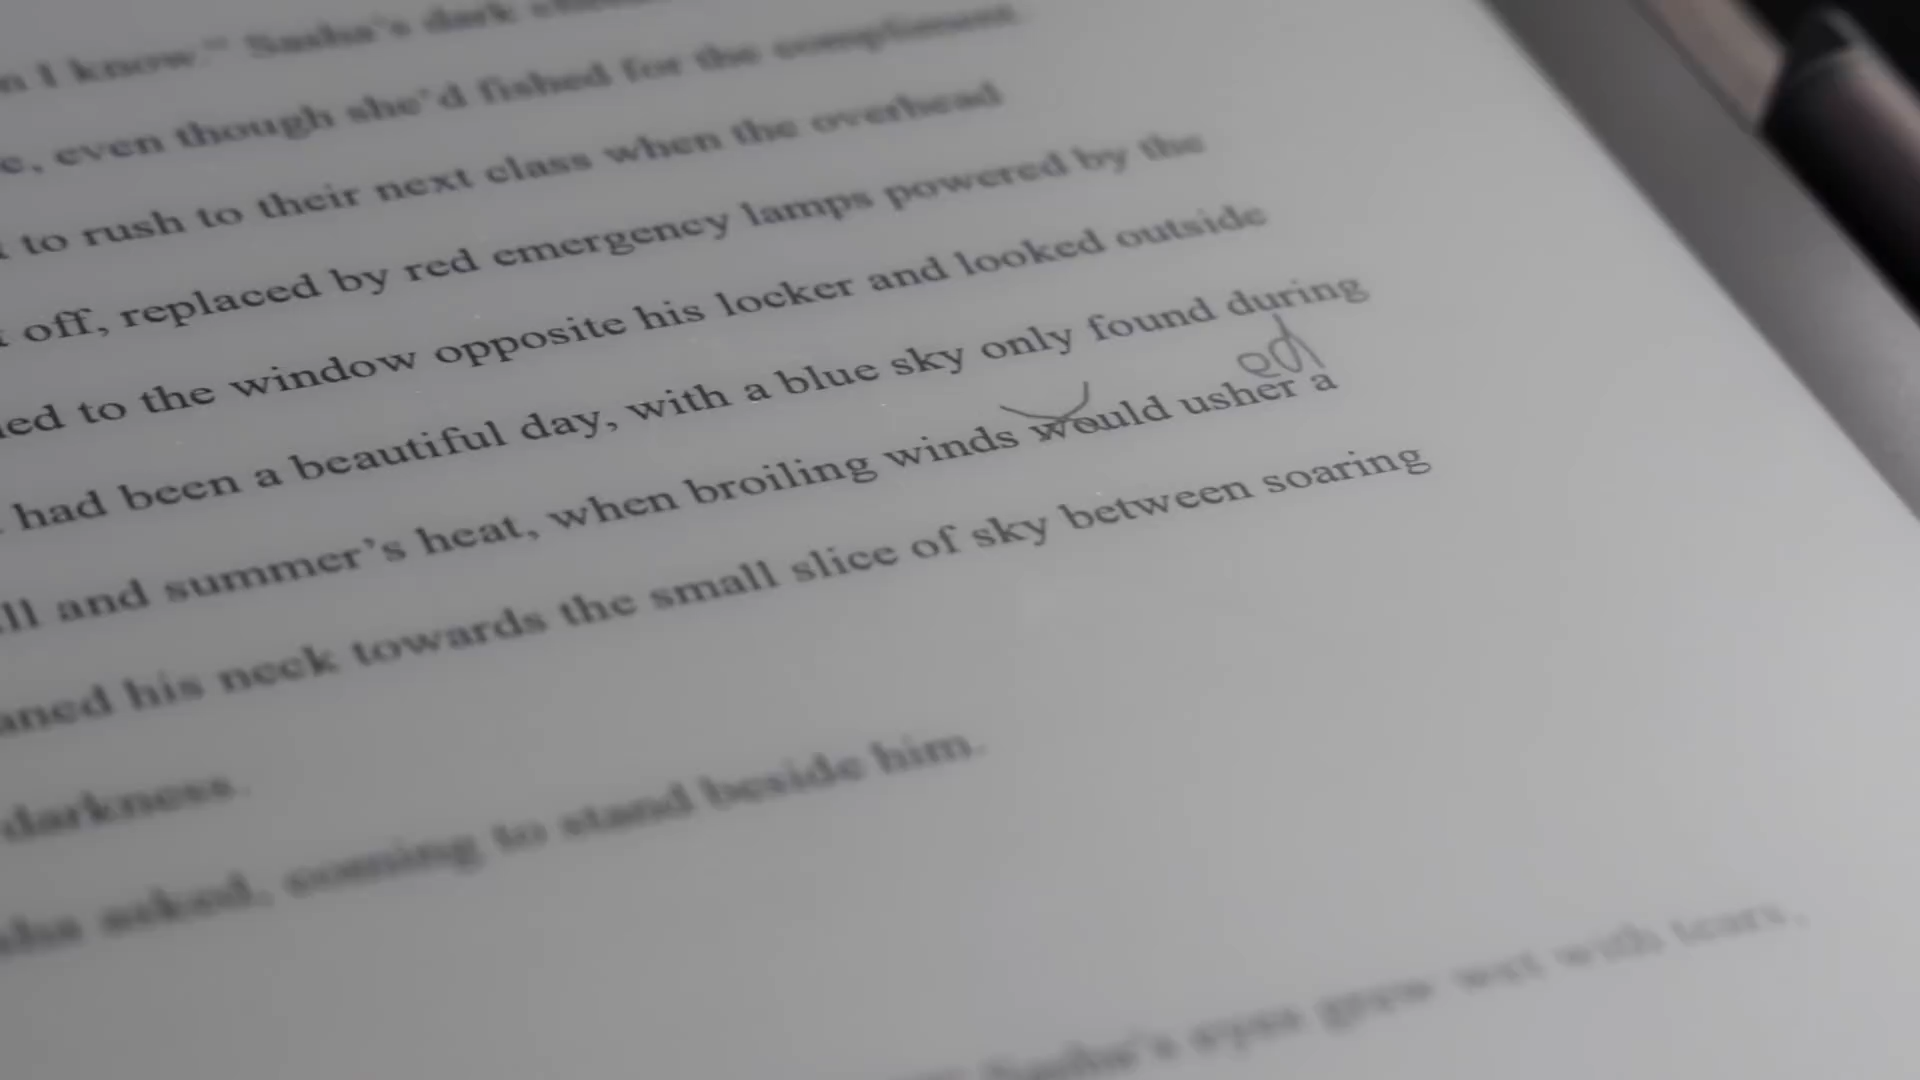 n I know." Sasha's dark
e, even though she'd fished for the compliment.
to rush to their next class when the overhead
off, replaced by red emergency lamps powered by the
ed to the window opposite his locker and looked outside
had been a beautiful day, with a blue sky only found during
ed
ll and summer's heat, when broiling winds would usher a
aned his neck towards the small slice of sky between soaring
darkness.
sha asked, coming to stand beside him.
Sasha's eyes grew wet with tears,